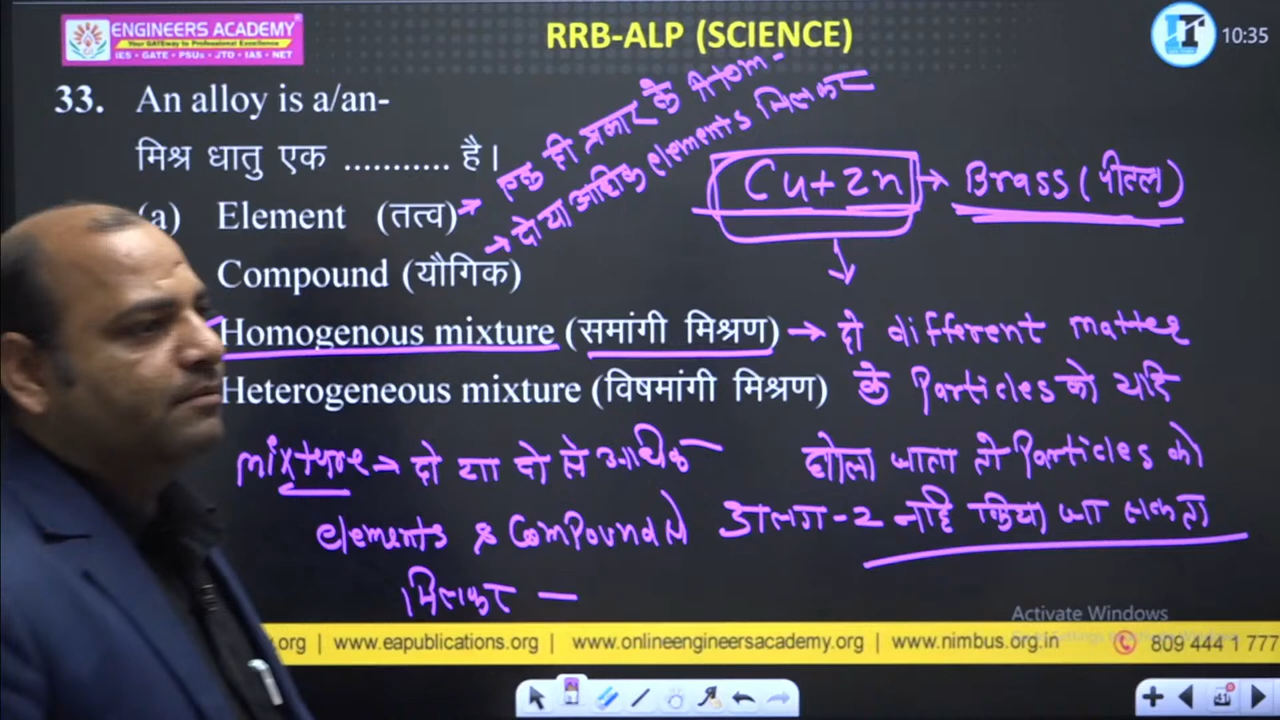 ENGINEERS ACADEMY
Your GATEway to Professional Excellence
IES • GATE • PSUs • JTO • IAS • NET
RRB-ALP (SCIENCE)
10:35
33. An alloy is a/an-
मिश्र धातु एक ........... है।
(a) Element (तत्व)
→ एक ही प्रकार के Atom -
→ दो या अधिक elements मिलकर
Cu+Zn → Brass (पीतल)
Compound (यौगिक)
Homogenous mixture (समांगी मिश्रण) → दो different matter
Heterogeneous mixture (विषमांगी मिश्रण) के Particles को यदि
mixture → दो या दो से अधिक
घोला जाता तो Particles को
elements & Compound से
अलग-2 नहि किया जा सकता
मिलकर —
Activate Windows
.org | www.eapublications.org | www.onlineengineersacademy.org | www.nimbus.org.in 809 444 1 777
41